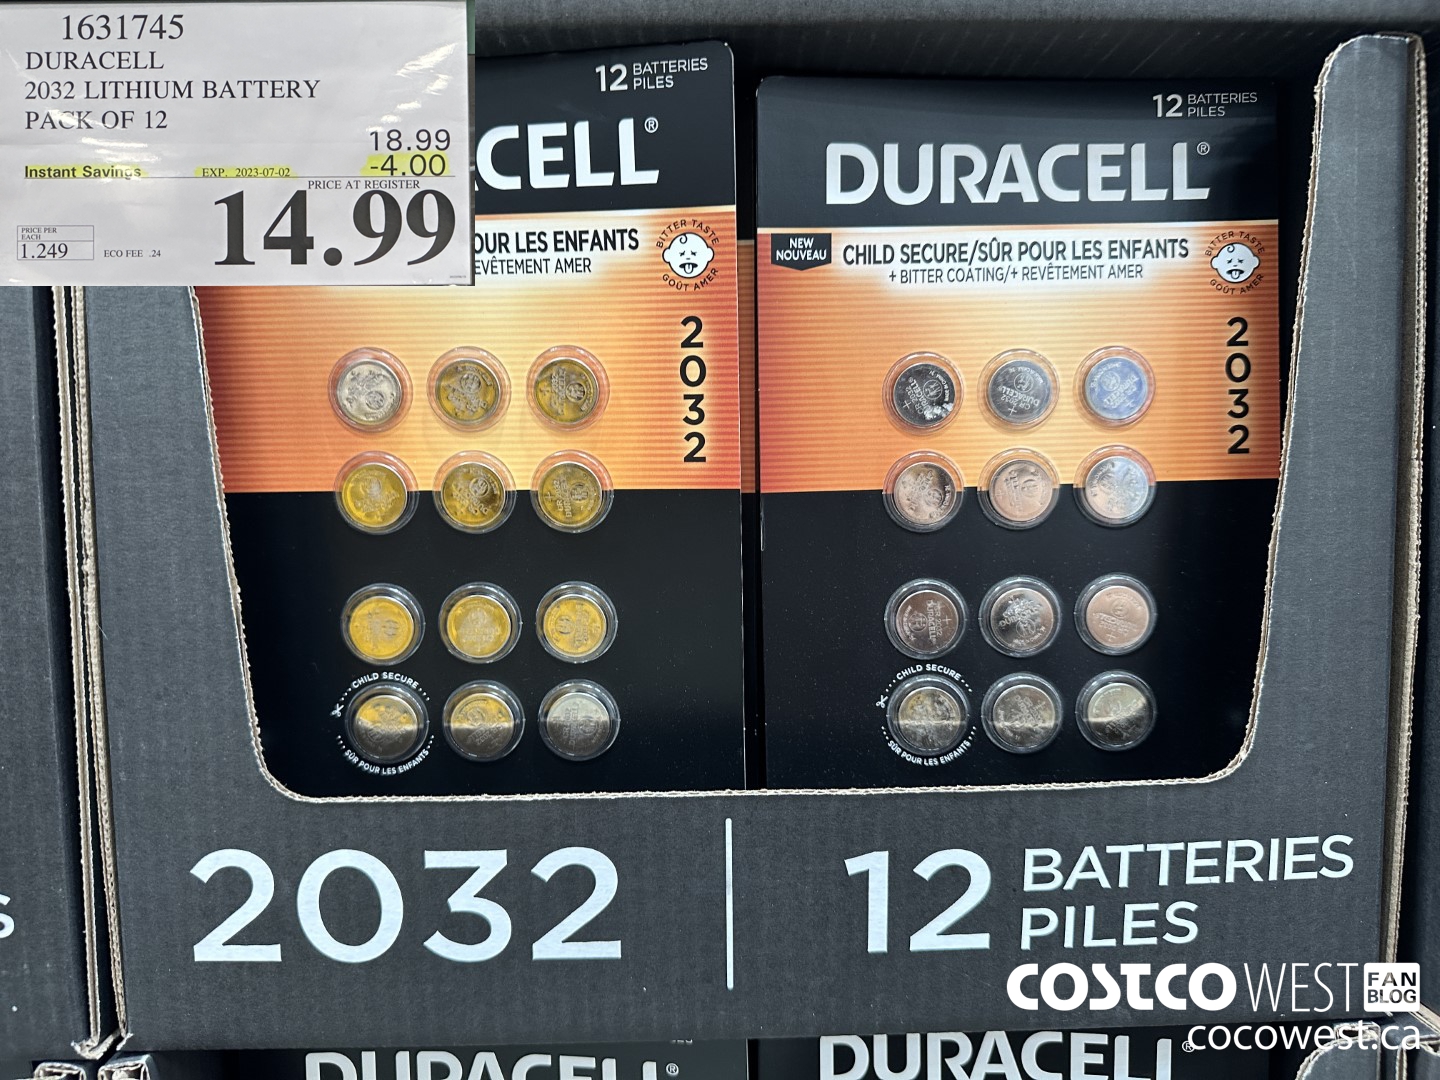 1631745
DURACELL
2032 LITHIUM BATTERY
PACK OF 12
18.99
Instant Savings EXP. 2023-07-02 -4.00
PRICE AT REGISTER
14.99
PRICE PER
EACH
1.249
ECO FEE .24
12 BATTERIES
PILES
CELL®
OUR LES ENFANTS
EVÊTEMENT AMER
BITTER TASTE
GOÛT AMER
2032
CHILD SECURE
SÛR POUR LES ENFANTS
12 BATTERIES
PILES
DURACELL®
NEW
NOUVEAU
CHILD SECURE/SÛR POUR LES ENFANTS
+ BITTER COATING/+ REVÊTEMENT AMER
BITTER TASTE
GOÛT AMER
2032
CHILD SECURE
SÛR POUR LES ENFANTS
2032
12 BATTERIES
PILES
COSTCO WEST FAN
BLOG
cocowest.ca
DURACELL®
DURACELL®